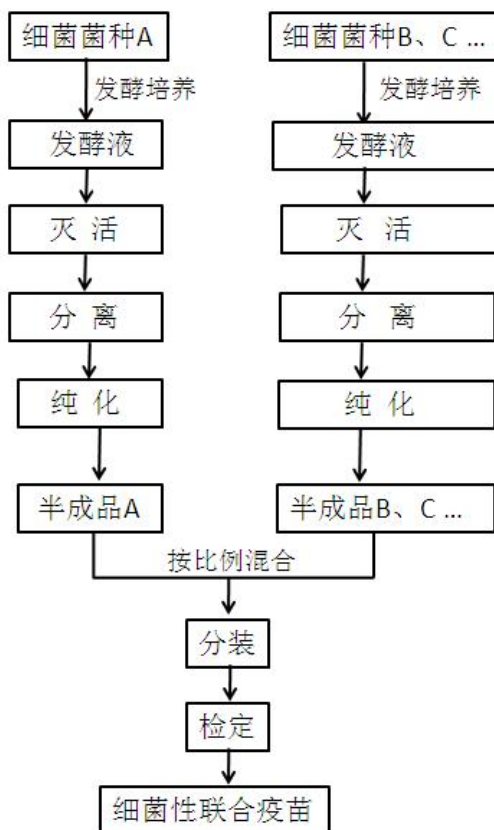 细菌菌种A
发酵培养
发酵液
灭 活
分 离
纯 化
半成品A
细菌菌种B、C ...
发酵培养
发酵液
灭 活
分 离
纯 化
半成品B、C ...
按比例混合
分装
检定
细菌性联合疫苗